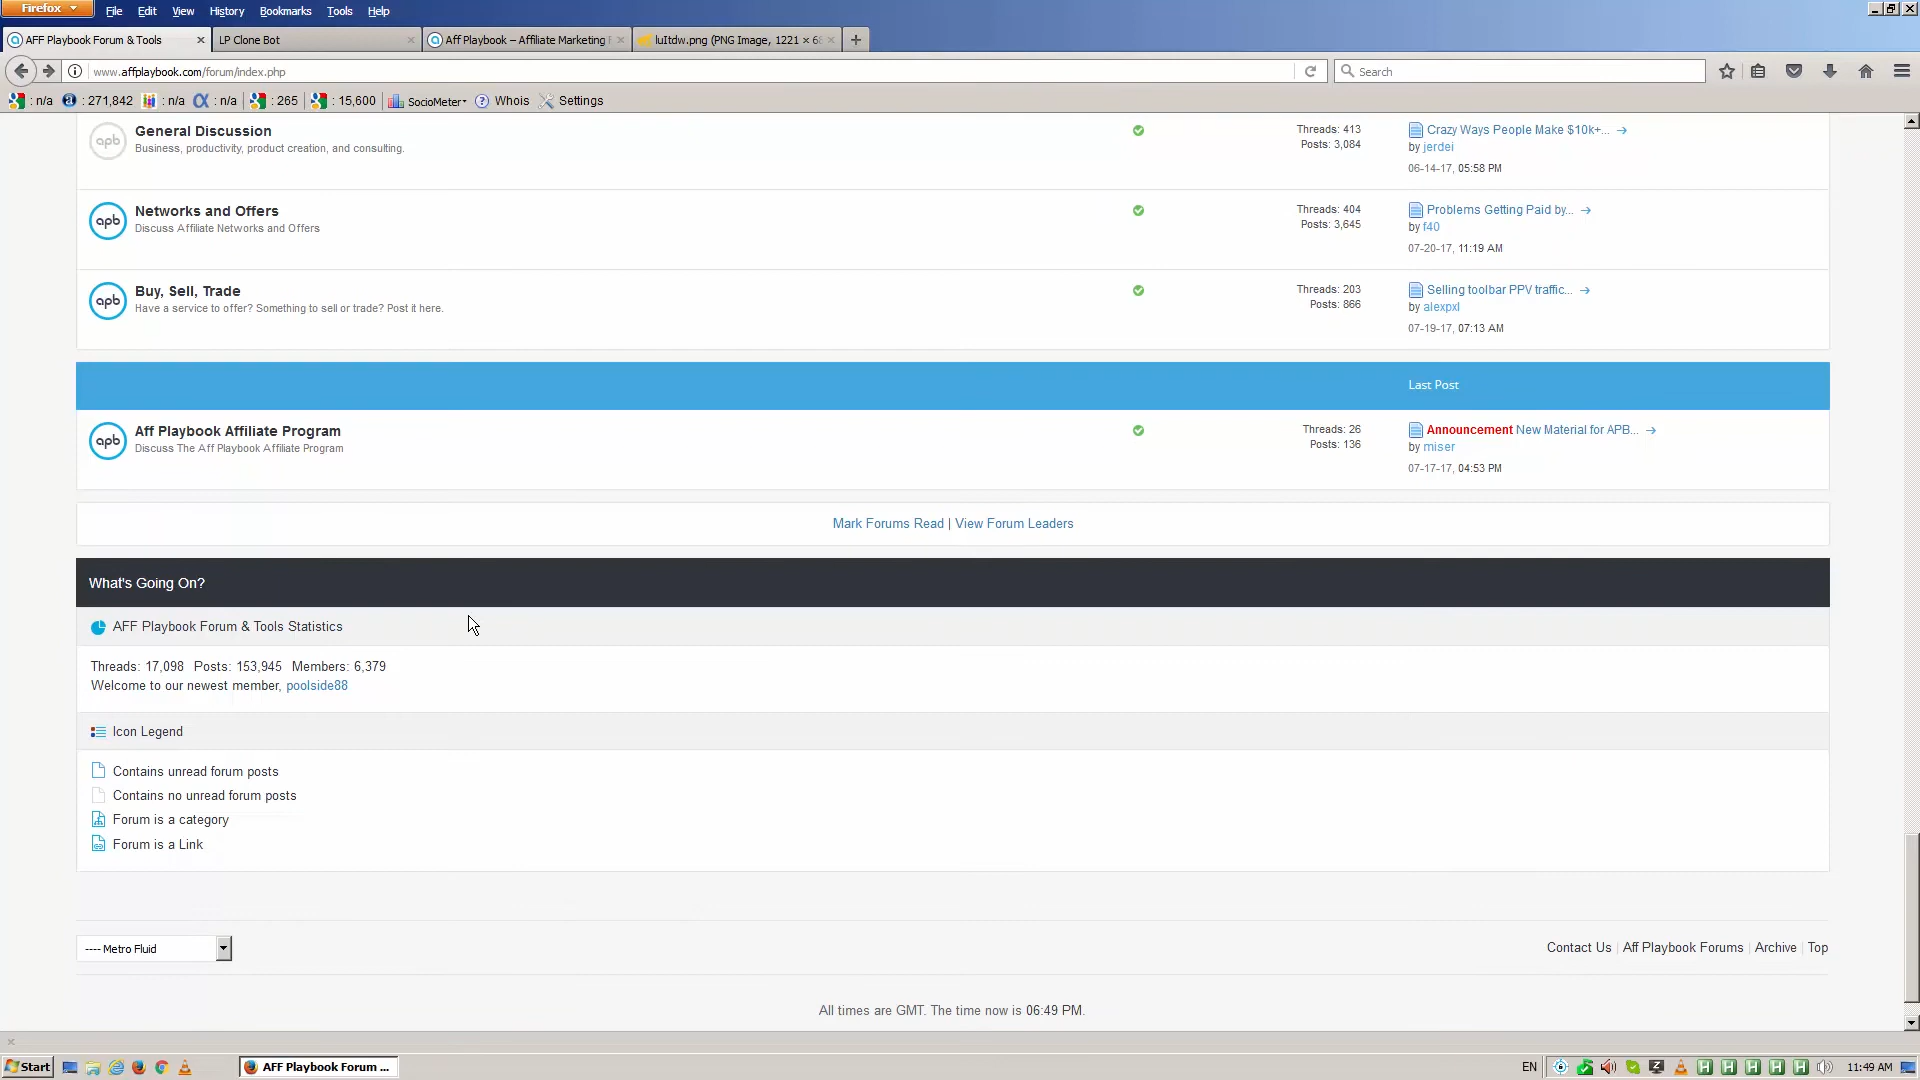 Firefox
File Edit View History Bookmarks Tools Help
AFF Playbook Forum & Tools
LP Clone Bot
Aff Playbook – Affiliate Marketing
luItdw.png (PNG Image, 1221 × 68
www.affplaybook.com/forum/index.php
Search
: n/a : 271,842 : n/a : n/a : 265 : 15,600 SocioMeter Whois Settings
apb
General Discussion
Business, productivity, product creation, and consulting.
Threads: 413
Posts: 3,084
Crazy Ways People Make $10k+...
by jerdei
06-14-17, 05:58 PM
apb
Networks and Offers
Discuss Affiliate Networks and Offers
Threads: 404
Posts: 3,645
Problems Getting Paid by...
by f40
07-20-17, 11:19 AM
apb
Buy, Sell, Trade
Have a service to offer? Something to sell or trade? Post it here.
Threads: 203
Posts: 866
Selling toolbar PPV traffic...
by alexpxl
07-19-17, 07:13 AM
Last Post
apb
Aff Playbook Affiliate Program
Discuss The Aff Playbook Affiliate Program
Threads: 26
Posts: 136
Announcement New Material for APB...
by miser
07-17-17, 04:53 PM
Mark Forums Read | View Forum Leaders
What's Going On?
AFF Playbook Forum & Tools Statistics
Threads: 17,098 Posts: 153,945 Members: 6,379
Welcome to our newest member, poolside88
Icon Legend
Contains unread forum posts
Contains no unread forum posts
Forum is a category
Forum is a Link
---- Metro Fluid
Contact Us | Aff Playbook Forums | Archive | Top
All times are GMT. The time now is 06:49 PM.
Start
AFF Playbook Forum ...
EN
H H H H H
11:49 AM